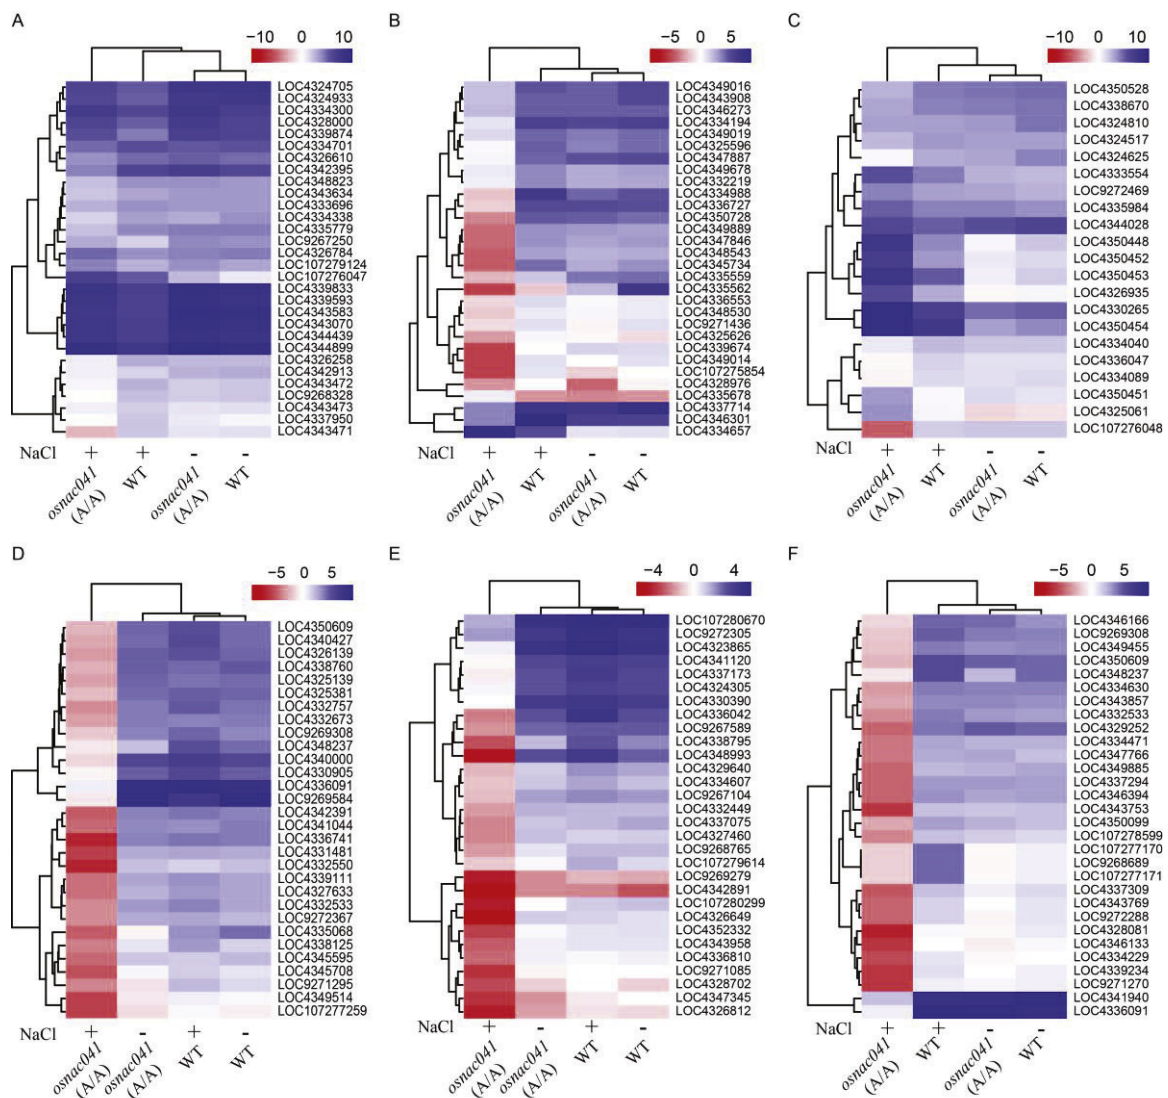 A
−10 0 10
LOC4324705
LOC4324933
LOC4334300
LOC4328000
LOC4339874
LOC4334701
LOC4326610
LOC4342395
LOC4348823
LOC4343634
LOC4333696
LOC4334338
LOC4335779
LOC9267250
LOC4326784
LOC107279124
LOC107276047
LOC4339833
LOC4339593
LOC4343583
LOC4343070
LOC4344439
LOC4344899
LOC4326258
LOC4342913
LOC4343472
LOC9268328
LOC4343473
LOC4337950
LOC4343471
NaCl + + - -
osnac041 (A/A) WT osnac041 (A/A) WT
B
−5 0 5
LOC4349016
LOC4343908
LOC4346273
LOC4334194
LOC4349019
LOC4325596
LOC4347887
LOC4349678
LOC4332219
LOC4334988
LOC4336727
LOC4350728
LOC4349889
LOC4347846
LOC4348543
LOC4345734
LOC4335559
LOC4335562
LOC4336553
LOC4348530
LOC9271436
LOC4325626
LOC4339674
LOC4349014
LOC107275854
LOC4328976
LOC4335678
LOC4337714
LOC4346301
LOC4334657
NaCl + + - -
osnac041 (A/A) WT osnac041 (A/A) WT
C
−10 0 10
LOC4350528
LOC4338670
LOC4324810
LOC4324517
LOC4324625
LOC4333554
LOC9272469
LOC4335984
LOC4344028
LOC4350448
LOC4350452
LOC4350453
LOC4326935
LOC4330265
LOC4350454
LOC4334040
LOC4336047
LOC4334089
LOC4350451
LOC4325061
LOC107276048
NaCl + + - -
osnac041 (A/A) WT osnac041 (A/A) WT
D
−5 0 5
LOC4350609
LOC4340427
LOC4326139
LOC4338760
LOC4325139
LOC4325381
LOC4332757
LOC4332673
LOC9269308
LOC4348237
LOC4340000
LOC4330905
LOC4336091
LOC9269584
LOC4342391
LOC4341044
LOC4336741
LOC4331481
LOC4332550
LOC4339111
LOC4327633
LOC4332533
LOC9272367
LOC4335068
LOC4338125
LOC4345595
LOC4345708
LOC9271295
LOC4349514
LOC107277259
NaCl + - + -
osnac041 (A/A) osnac041 (A/A) WT WT
E
−4 0 4
LOC107280670
LOC9272305
LOC4323865
LOC4341120
LOC4337173
LOC4324305
LOC4330390
LOC4336042
LOC9267589
LOC4338795
LOC4348993
LOC4329640
LOC4334607
LOC9267104
LOC4332449
LOC4337075
LOC4327460
LOC9268765
LOC107279614
LOC9269279
LOC4342891
LOC107280299
LOC4326649
LOC4352332
LOC4343958
LOC4336810
LOC9271085
LOC4328702
LOC4347345
LOC4326812
NaCl + - + -
osnac041 (A/A) osnac041 (A/A) WT WT
F
−5 0 5
LOC4346166
LOC9269308
LOC4349455
LOC4350609
LOC4348237
LOC4334630
LOC4343857
LOC4332533
LOC4329252
LOC4334471
LOC4347766
LOC4349885
LOC4337294
LOC4346394
LOC4343753
LOC4350099
LOC107278599
LOC107277170
LOC9268689
LOC107277171
LOC4337309
LOC4343769
LOC9272288
LOC4328081
LOC4346133
LOC4334229
LOC4339234
LOC9271270
LOC4341940
LOC4336091
NaCl + + - -
osnac041 (A/A) WT osnac041 (A/A) WT